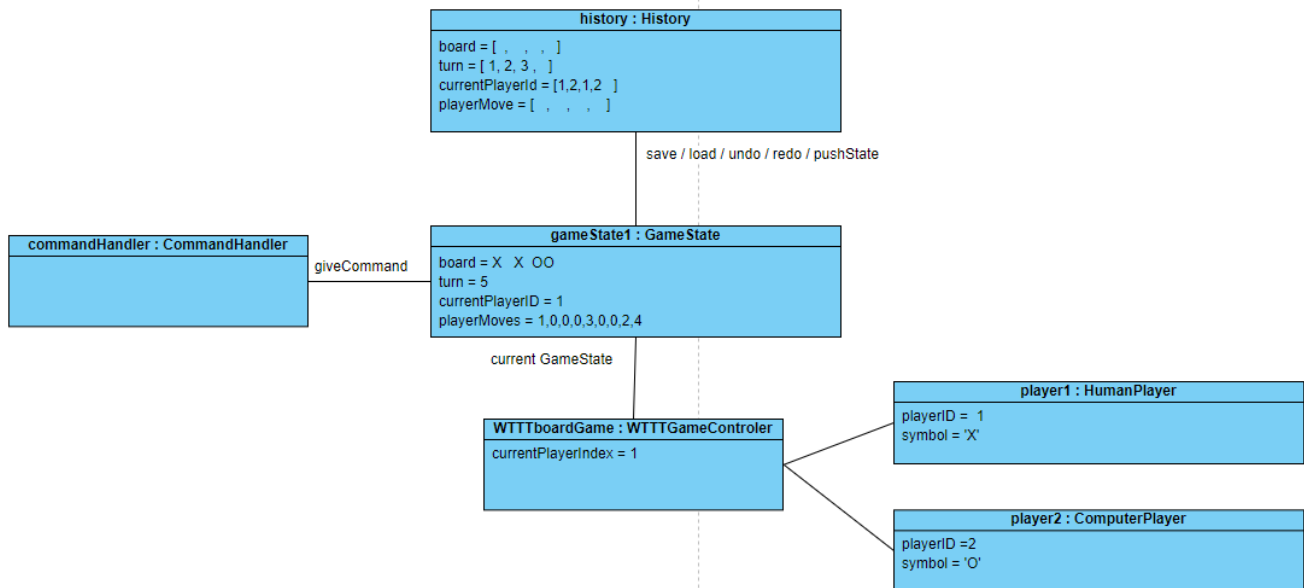 history : History
board = [  ,    ,   ,   ]
turn = [ 1, 2, 3 ,   ]
currentPlayerId = [1,2,1,2   ]
playerMove = [   ,    ,    ,    ]
save / load / undo / redo / pushState
commandHandler : CommandHandler
giveCommand
gameState1 : GameState
board = X   X  OO
turn = 5
currentPlayerID = 1
playerMoves = 1,0,0,0,3,0,0,2,4
current GameState
WTTTboardGame : WTTTGameControler
currentPlayerIndex = 1
player1 : HumanPlayer
playerID =  1
symbol = 'X'
player2 : ComputerPlayer
playerID =2
symbol = 'O'